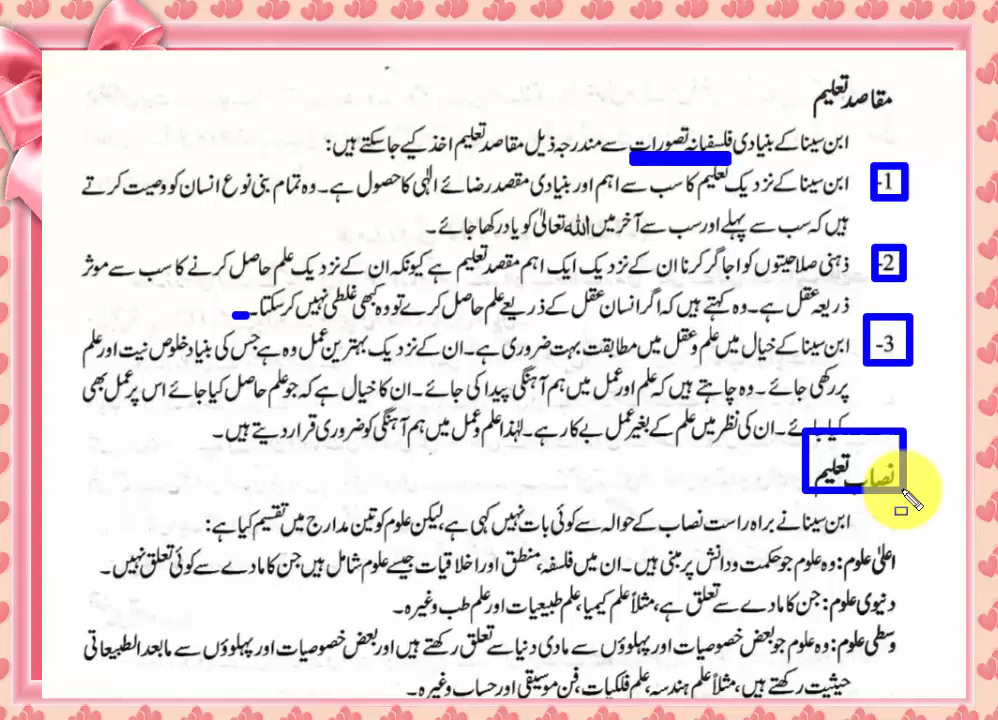 مقاصد تعلیم
ابن سینا کے بنیادی فلسفیانہ تصورات سے مندرجہ ذیل مقاصد تعلیم اخذ کیے جا سکتے ہیں:
-1 ابن سینا کے نزدیک تعلیم کا سب سے اہم اور بنیادی مقصد رضائے الٰہی کا حصول ہے۔ وہ تمام بنی نوع انسان کو وصیت کرتے
ہیں کہ سب سے پہلے اور سب سے آخر میں اللہ تعالیٰ کو یاد رکھا جائے۔
-2 ذہنی صلاحیتوں کو اجاگر کرنا ان کے نزدیک ایک اہم مقصد تعلیم ہے کیونکہ ان کے نزدیک علم حاصل کرنے کا سب سے موثر
ذریعہ عقل ہے۔ وہ کہتے ہیں کہ اگر انسان عقل کے ذریعے علم حاصل کرے تو وہ کبھی غلطی نہیں کر سکتا۔
-3 ابن سینا کے خیال میں علم و عقل میں مطابقت بہت ضروری ہے۔ ان کے نزدیک بہترین عمل وہ ہے جس کی بنیاد خلوص نیت اور علم
پر رکھی جائے۔ وہ چاہتے ہیں کہ علم اور عمل میں ہم آہنگی پیدا کی جائے۔ ان کا خیال ہے کہ جو علم حاصل کیا جائے اس پر عمل بھی
کیا جائے۔ ان کی نظر میں علم کے بغیر عمل بے کار ہے۔ لہٰذا علم و عمل میں ہم آہنگی کو ضروری قرار دیتے ہیں۔
نصاب تعلیم
ابن سینا نے براہ راست نصاب کے حوالہ سے کوئی بات نہیں کہی ہے، لیکن علوم کو تین مدارج میں تقسیم کیا ہے:
اعلیٰ علوم: وہ علوم جو حکمت و دانش پر مبنی ہیں۔ ان میں فلسفہ، منطق اور اخلاقیات جیسے علوم شامل ہیں جن کا مادے سے کوئی تعلق نہیں۔
دنیوی علوم: جن کا مادے سے تعلق ہے، مثلاً علم کیمیا، علم طبیعیات اور علم طب وغیرہ۔
وسطی علوم: وہ علوم جو بعض خصوصیات اور پہلوؤں سے مادی دنیا سے تعلق رکھتے ہیں اور بعض خصوصیات اور پہلوؤں سے مابعد الطبیعاتی
حیثیت رکھتے ہیں، مثلاً علم ہندسہ، علم فلکیات، فن موسیقی اور حساب وغیرہ۔